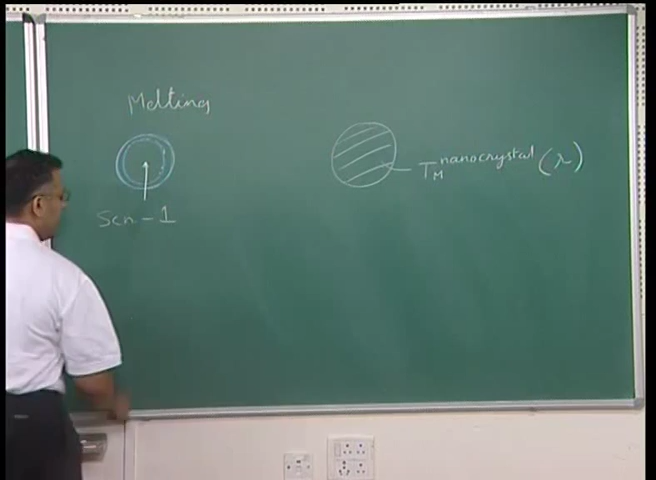 Melting
T_M^nanocrystal (r)
Scn - 1